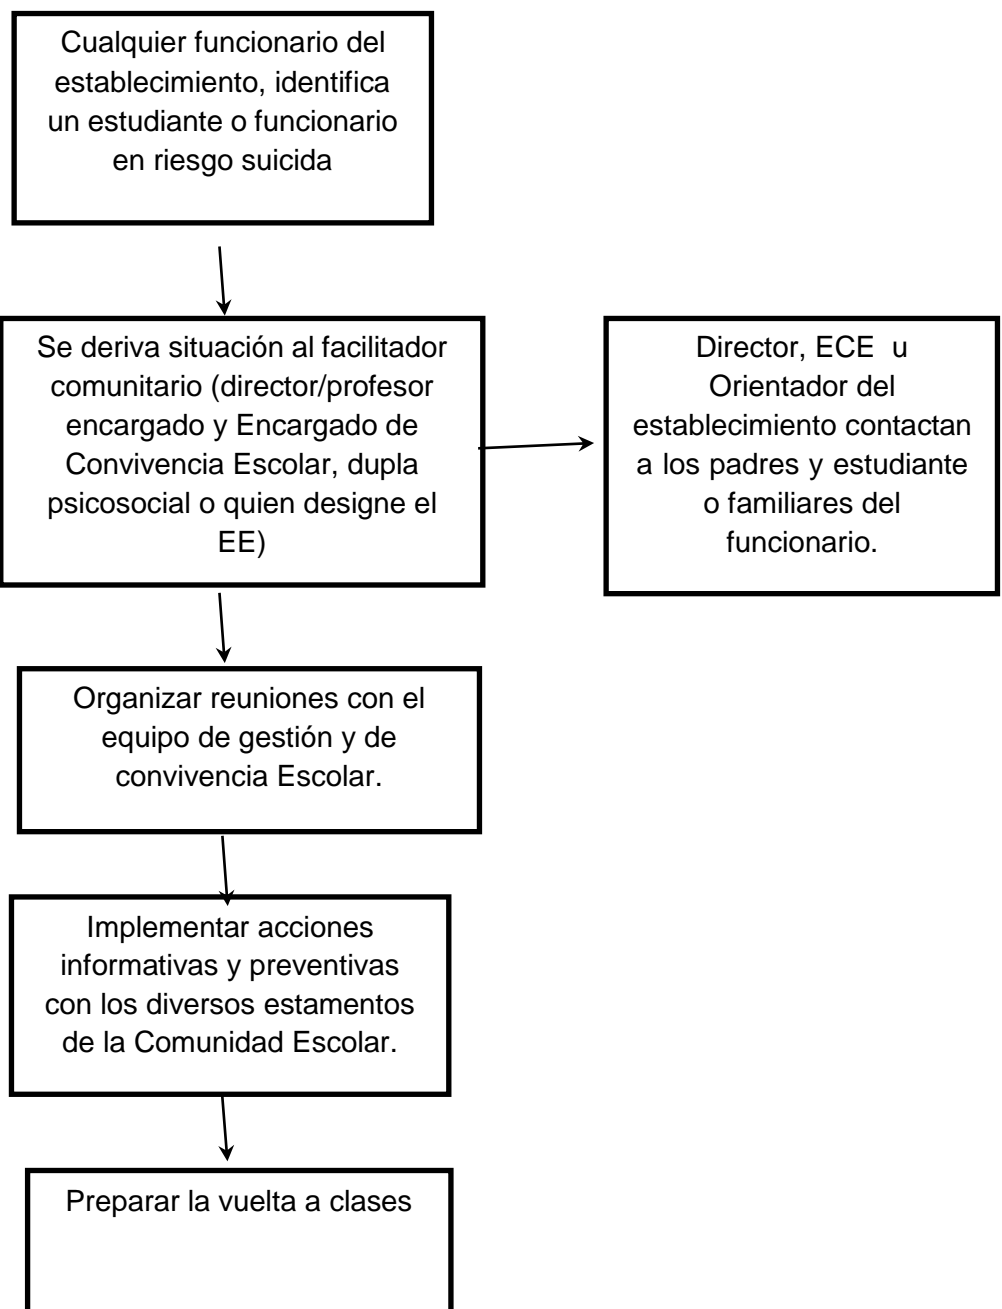 Cualquier funcionario del
establecimiento, identifica
un estudiante o funcionario
en riesgo suicida
Se deriva situación al facilitador
comunitario (director/profesor
encargado y Encargado de
Convivencia Escolar, dupla
psicosocial o quien designe el
EE)
Director, ECE u
Orientador del
establecimiento contactan
a los padres y estudiante
o familiares del
funcionario.
Organizar reuniones con el
equipo de gestión y de
convivencia Escolar.
Implementar acciones
informativas y preventivas
con los diversos estamentos
de la Comunidad Escolar.
Preparar la vuelta a clases